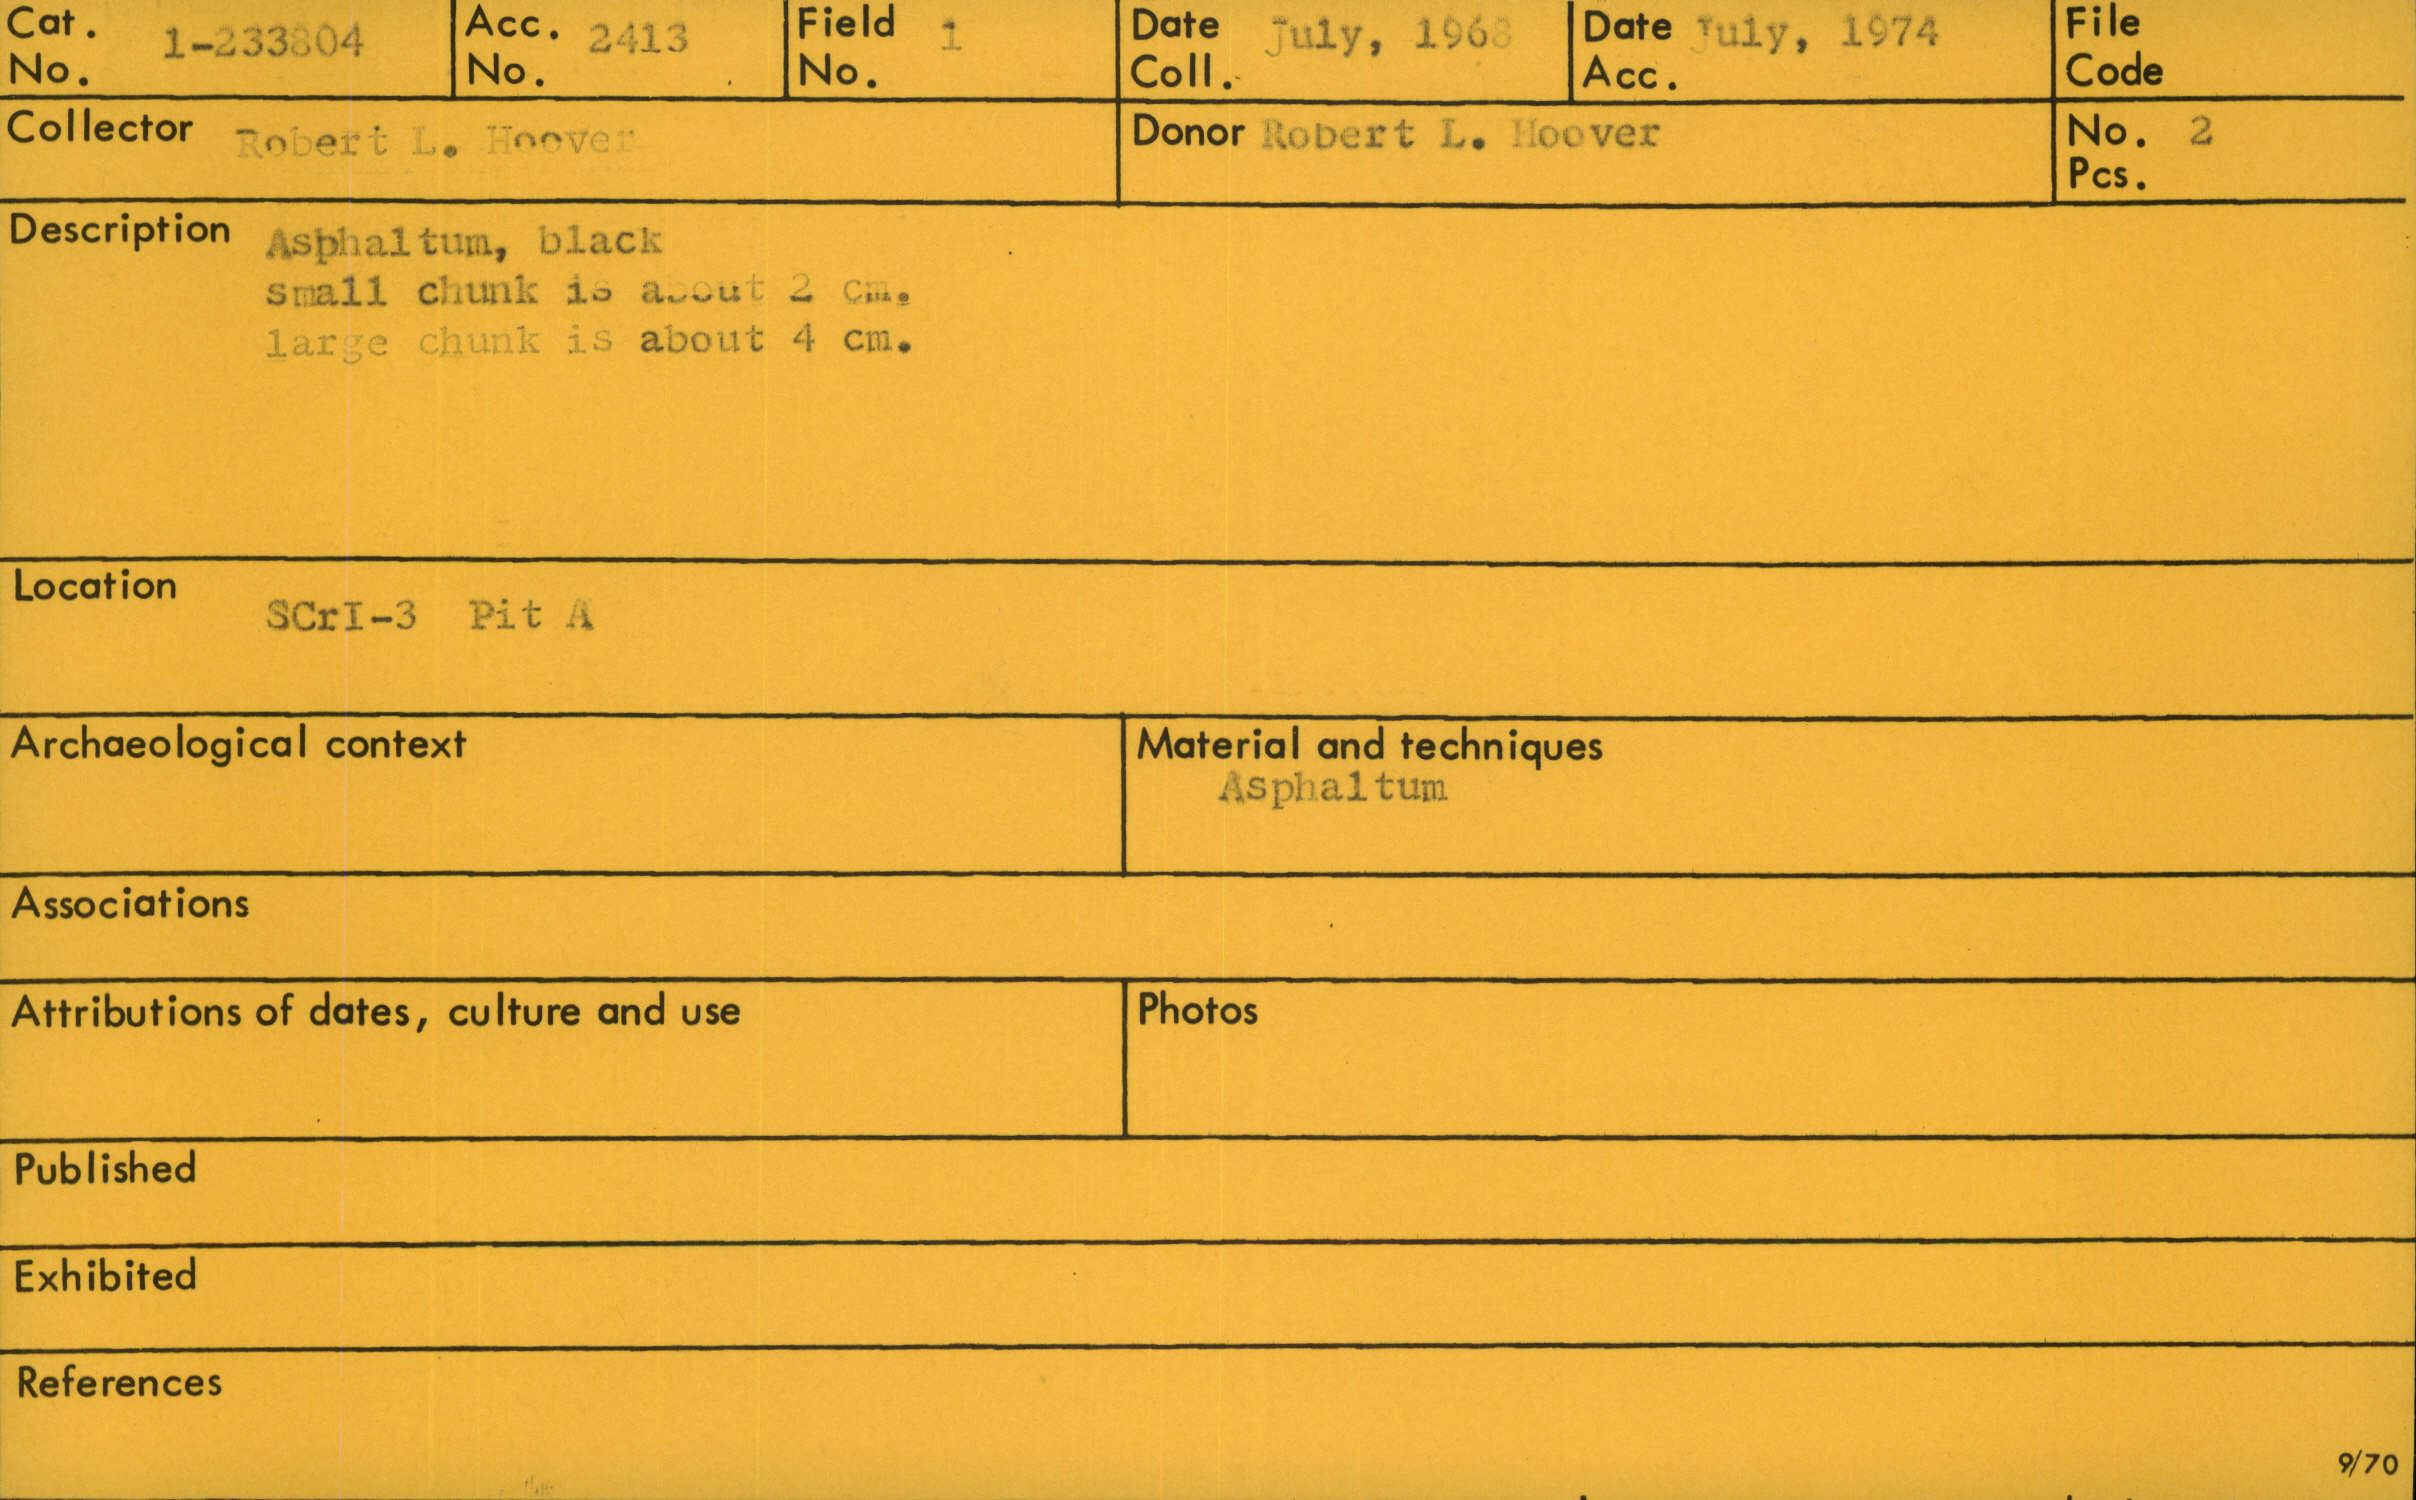 Cat. No. 1-233804 Acc. No. 2413 Field No. 1 Date Coll. July, 1968 Date Acc. July, 1974 File Code
Collector Robert L. Hoover Donor Robert L. Hoover No. Pcs. 2
Description Asphaltum, black
small chunk is about 2 cm.
large chunk is about 4 cm.
Location
SCrI-3 Pit A
Archaeological context Material and techniques
Asphaltum
Associations
Attributions of dates, culture and use Photos
Published
Exhibited
References
9/70